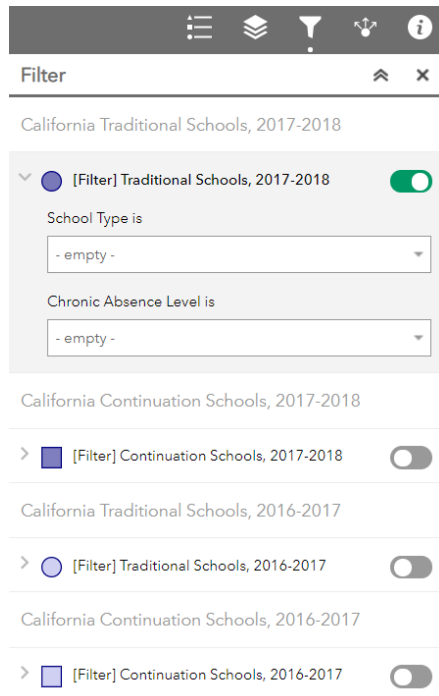 Filter
California Traditional Schools, 2017-2018
[Filter] Traditional Schools, 2017-2018
School Type is
- empty -
Chronic Absence Level is
- empty -
California Continuation Schools, 2017-2018
[Filter] Continuation Schools, 2017-2018
California Traditional Schools, 2016-2017
[Filter] Traditional Schools, 2016-2017
California Continuation Schools, 2016-2017
[Filter] Continuation Schools, 2016-2017